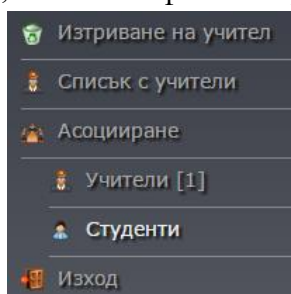 Изтриване на учител
Списък с учители
Асоцииране
Учители [1]
Студенти
Изход